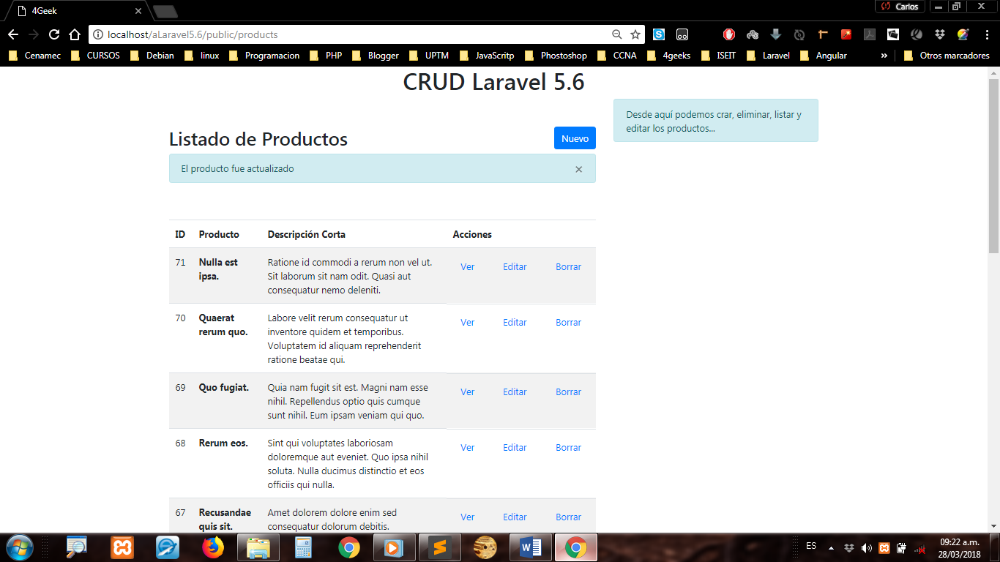 4Geek
Carlos
localhost/aLaravel5.6/public/products
Cenamec CURSOS Debian linux Programacion PHP Blogger UPTM JavaScritp Phostoshop CCNA 4geeks ISEIT Laravel Angular » Otros marcadores
CRUD Laravel 5.6
Desde aquí podemos crar, eliminar, listar y
editar los productos...
Listado de Productos
Nuevo
El producto fue actualizado ×
ID Producto Descripción Corta Acciones
71 Nulla est Ratione id commodi a rerum non vel ut. Ver Editar Borrar
ipsa. Sit laborum sit nam odit. Quasi aut
consequatur nemo deleniti.
70 Quaerat Labore velit rerum consequatur ut Ver Editar Borrar
rerum quo. inventore quidem et temporibus.
Voluptatem id aliquam reprehenderit
ratione beatae qui.
69 Quo fugiat. Quia nam fugit sit est. Magni nam esse Ver Editar Borrar
nihil. Repellendus optio quis cumque
sunt nihil. Eum ipsam veniam qui quo.
68 Rerum eos. Sint qui voluptates laboriosam Ver Editar Borrar
doloremque aut eveniet. Quo ipsa nihil
soluta. Nulla ducimus distinctio et eos
officiis qui nulla.
67 Recusandae Amet dolorem dolore enim sed Ver Editar Borrar
quis sit. consequatur dolorum debitis.
ES
09:22 a.m.
28/03/2018